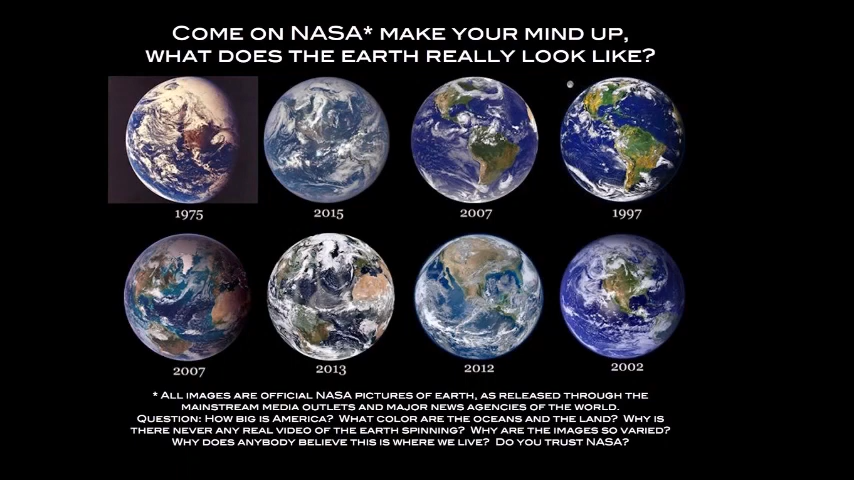 Come on NASA* make your mind up,
what does the earth really look like?
1975
2015
2007
1997
2007
2013
2012
2002
* All images are official NASA pictures of earth, as released through the
mainstream media outlets and major news agencies of the world.
Question: How big is America? What color are the oceans and the land? Why is
there never any real video of the earth spinning? Why are the images so varied?
Why does anybody believe this is where we live? Do you trust NASA?